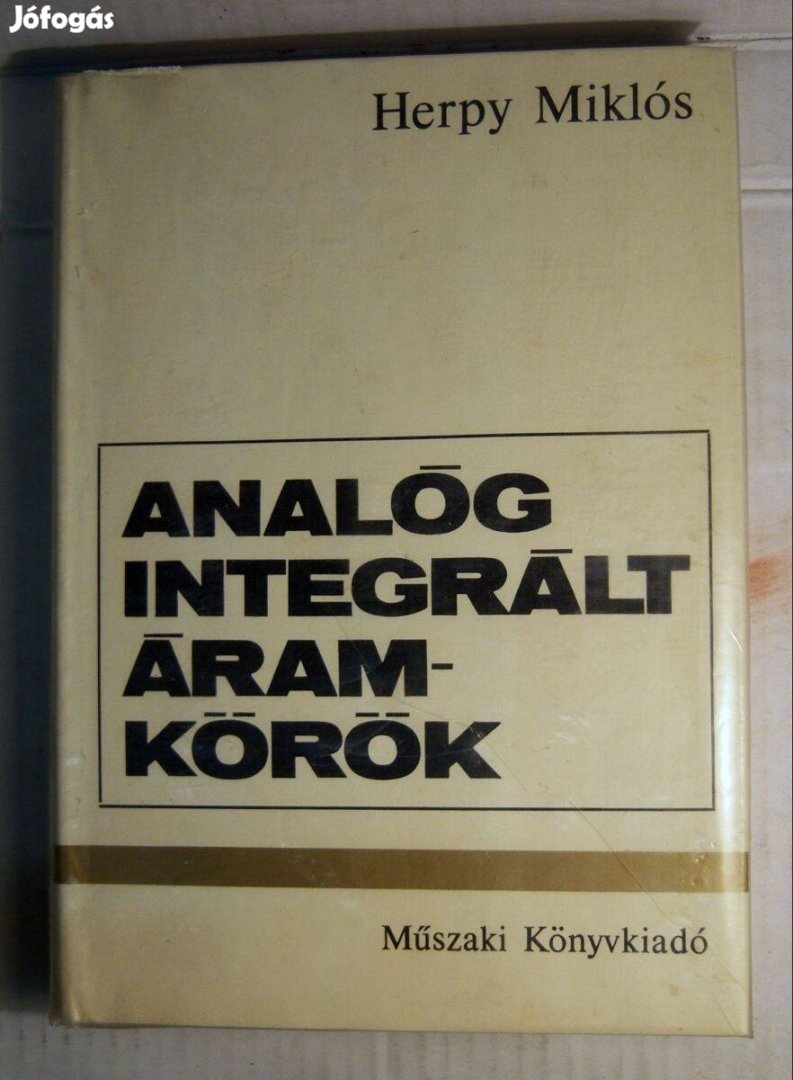 Jófogás
Herpy Miklós
ANALÓG
INTEGRÁLT
ÁRAM-
KÖRÖK
Műszaki Könyvkiadó